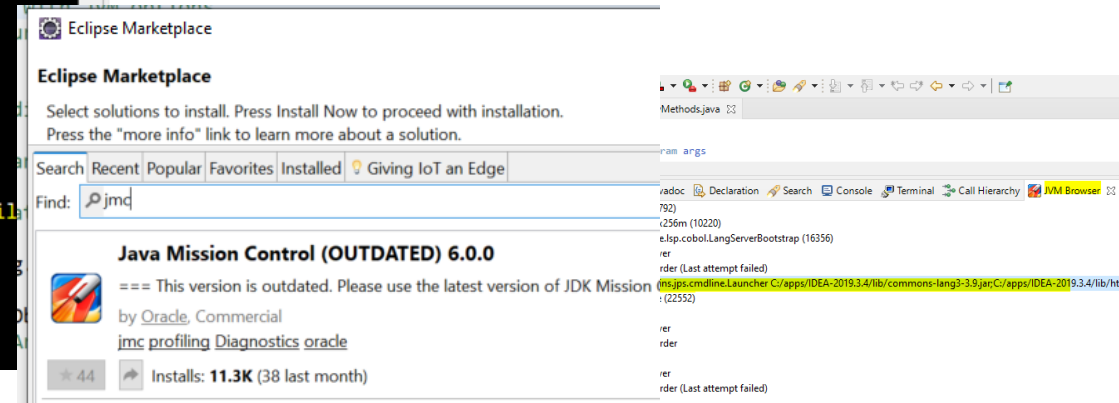 Eclipse Marketplace
Eclipse Marketplace
Select solutions to install. Press Install Now to proceed with installation.
Press the "more info" link to learn more about a solution.
Search Recent Popular Favorites Installed Giving IoT an Edge
Find: jmc
Java Mission Control (OUTDATED) 6.0.0
=== This version is outdated. Please use the latest version of JDK Mission
by Oracle, Commercial
jmc profiling Diagnostics oracle
44 Installs: 11.3K (38 last month)
Methods.java
ram args
adoc Declaration Search Console Terminal Call Hierarchy JVM Browser
792)
256m (10220)
e.lsp.cobol.LangServerBootstrap (16356)
ver
rder (Last attempt failed)
ins.jps.cmdline.Launcher C:/apps/IDEA-2019.3.4/lib/commons-lang3-3.9.jar;C:/apps/IDEA-2019.3.4/lib/ht
(22552)
ver
rder
ver
rder (Last attempt failed)